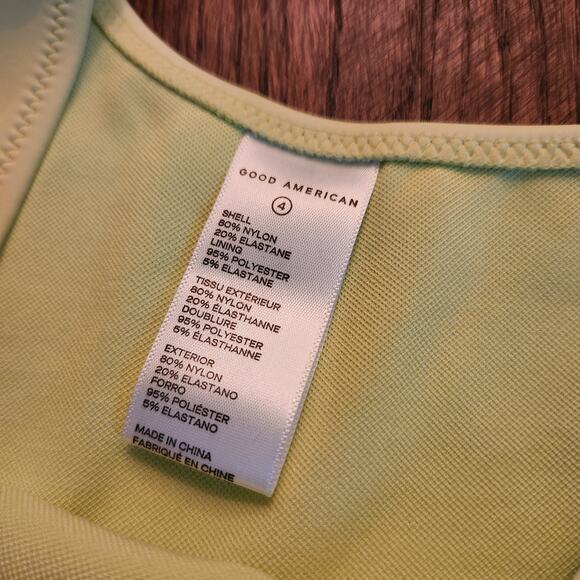 GOOD AMERICAN
4
SHELL
80% NYLON
20% ELASTANE
LINING
95% POLYESTER
5% ELASTANE
TISSU EXTÉRIEUR
80% NYLON
20% ÉLASTHANNE
DOUBLURE
95% POLYESTER
5% ÉLASTHANNE
EXTERIOR
80% NYLON
20% ELASTANO
FORRO
95% POLIÉSTER
5% ELASTANO
MADE IN CHINA
FABRIQUÉ EN CHINE